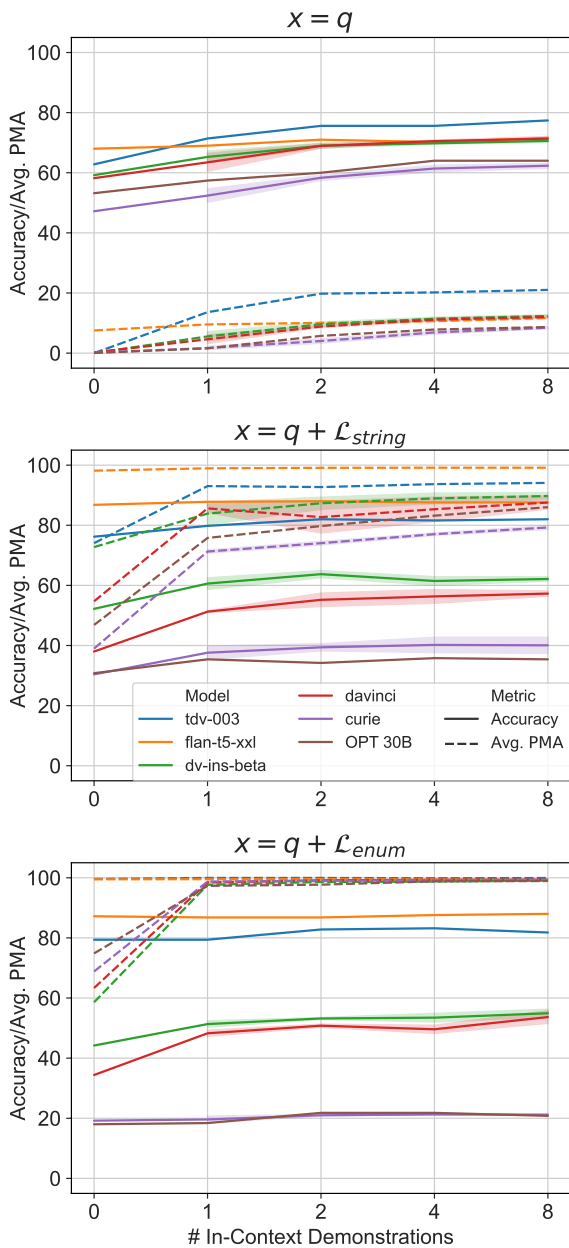 x = q
Accuracy/Avg. PMA
100
80
60
40
20
0
0 1 2 4 8
x = q + ℒstring
Accuracy/Avg. PMA
100
80
60
40
20
0
Model
tdv-003
flan-t5-xxl
dv-ins-beta
davinci
curie
OPT 30B
Metric
Accuracy
Avg. PMA
0 1 2 4 8
x = q + ℒenum
Accuracy/Avg. PMA
100
80
60
40
20
0
0 1 2 4 8
# In-Context Demonstrations